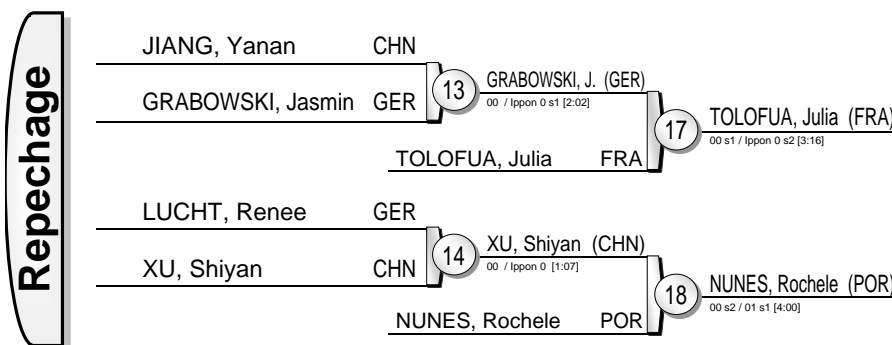 Repechage
JIANG, Yanan CHN
GRABOWSKI, Jasmin GER
13
GRABOWSKI, J. (GER)
00 / Ippon 0 s1 [2:02]
TOLOFUA, Julia FRA
17
TOLOFUA, Julia (FRA)
00 s1 / Ippon 0 s2 [3:16]
LUCHT, Renee GER
XU, Shiyan CHN
14
XU, Shiyan (CHN)
00 / Ippon 0 [1:07]
NUNES, Rochele POR
18
NUNES, Rochele (POR)
00 s2 / 01 s1 [4:00]